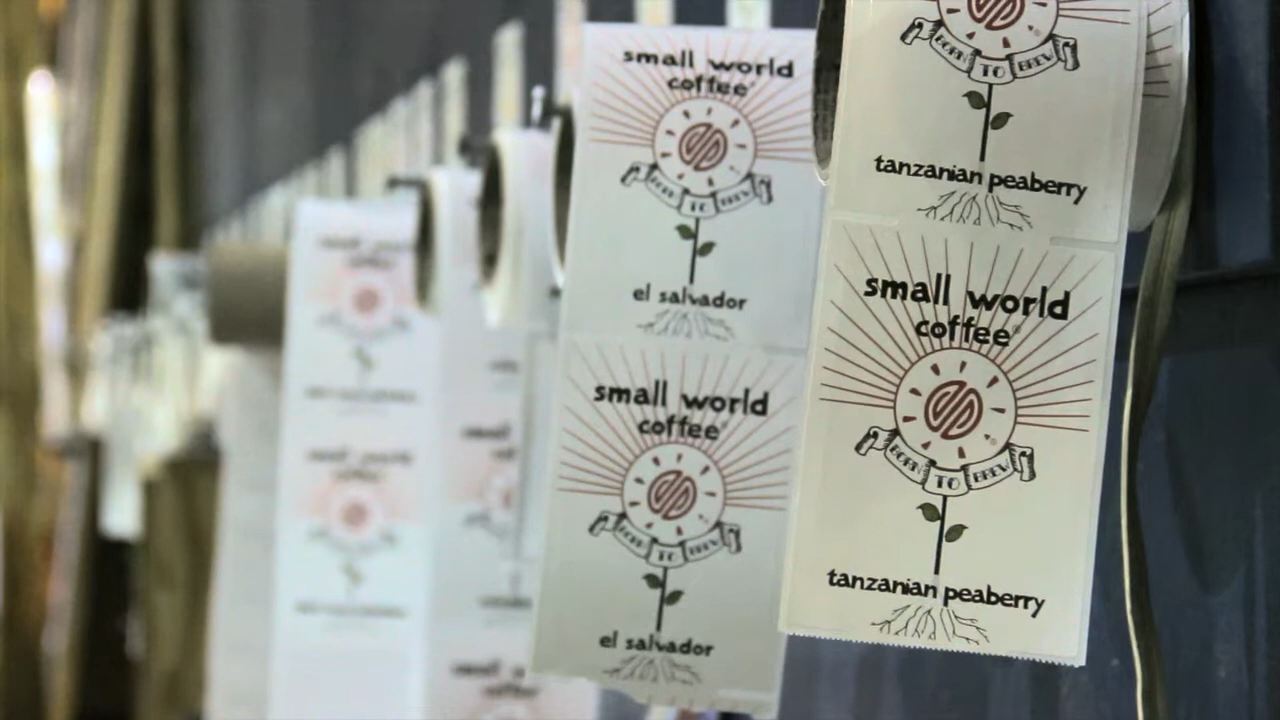 small world
coffee
BORN TO BREW
el salvador
small world
coffee
BORN TO BREW
el salvador
BORN TO BREW
tanzanian peaberry
small world
coffee®
BORN TO BREW
tanzanian peaberry